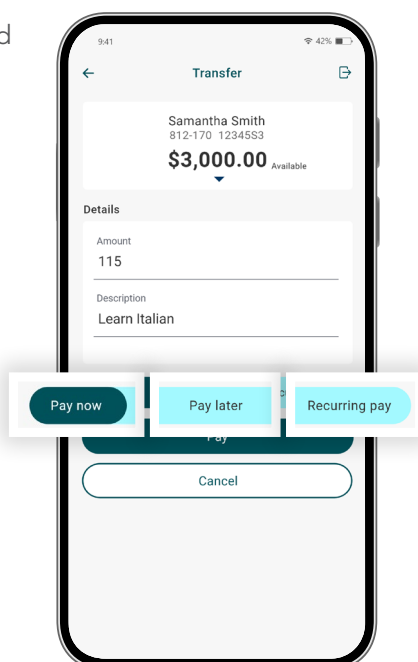 d
9:41 42%
Transfer
Samantha Smith
812-170 12345S3
$3,000.00 Available
Details
Amount
115
Description
Learn Italian
Pay now Pay later Recurring pay
Pay
Cancel